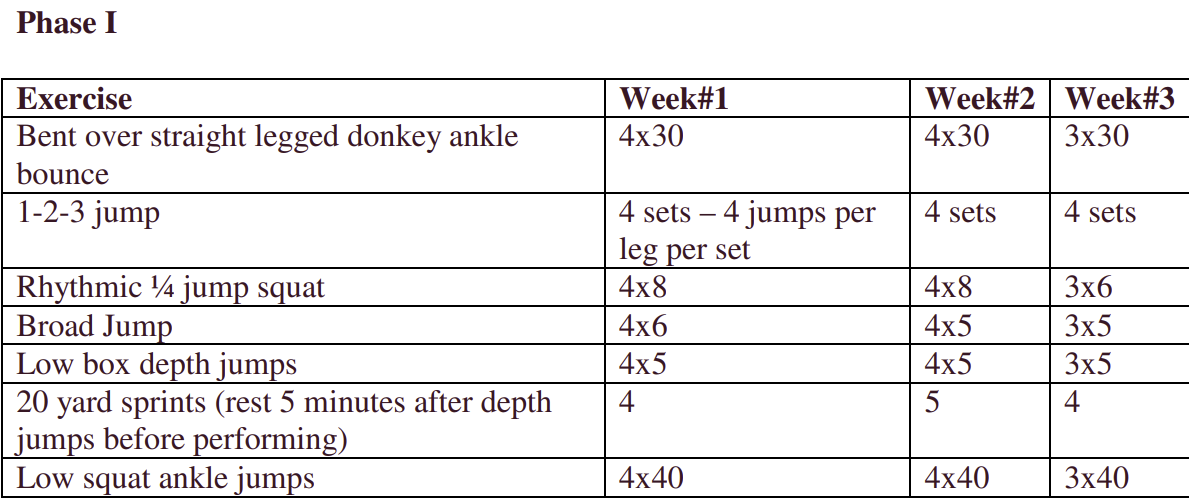 Phase I
Exercise Week#1 Week#2 Week#3
Bent over straight legged donkey ankle 4x30 4x30 3x30
bounce
1-2-3 jump 4 sets – 4 jumps per 4 sets 4 sets
leg per set
Rhythmic ¼ jump squat 4x8 4x8 3x6
Broad Jump 4x6 4x5 3x5
Low box depth jumps 4x5 4x5 3x5
20 yard sprints (rest 5 minutes after depth 4 5 4
jumps before performing)
Low squat ankle jumps 4x40 4x40 3x40